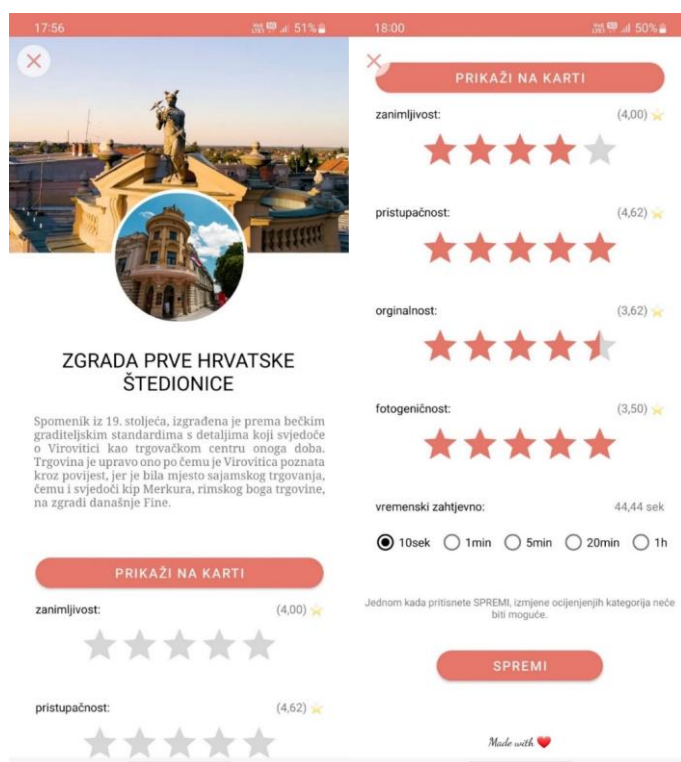 17:56
51%
ZGRADA PRVE HRVATSKE
ŠTEDIONICE
Spomenik iz 19. stoljeća, izgrađena je prema bečkim
graditeljskim standardima s detaljima koji svjedoče
o Virovitici kao trgovačkom centru onoga doba.
Trgovina je upravo ono po čemu je Virovitica poznata
kroz povijest, jer je bila mjesto sajamskog trgovanja,
čemu i svjedoči kip Merkura, rimskog boga trgovine,
na zgradi današnje Fine.
PRIKAŽI NA KARTI
zanimljivost: (4,00)
pristupačnost: (4,62)
18:00
50%
PRIKAŽI NA KARTI
zanimljivost: (4,00)
pristupačnost: (4,62)
orginalnost: (3,62)
fotogeničnost: (3,50)
vremenski zahtjevno: 44,44 sek
10sek 1min 5min 20min 1h
Jednom kada pritisnete SPREMI, izmjene ocijenjenjih kategorija neće
biti moguće.
SPREMI
Made with